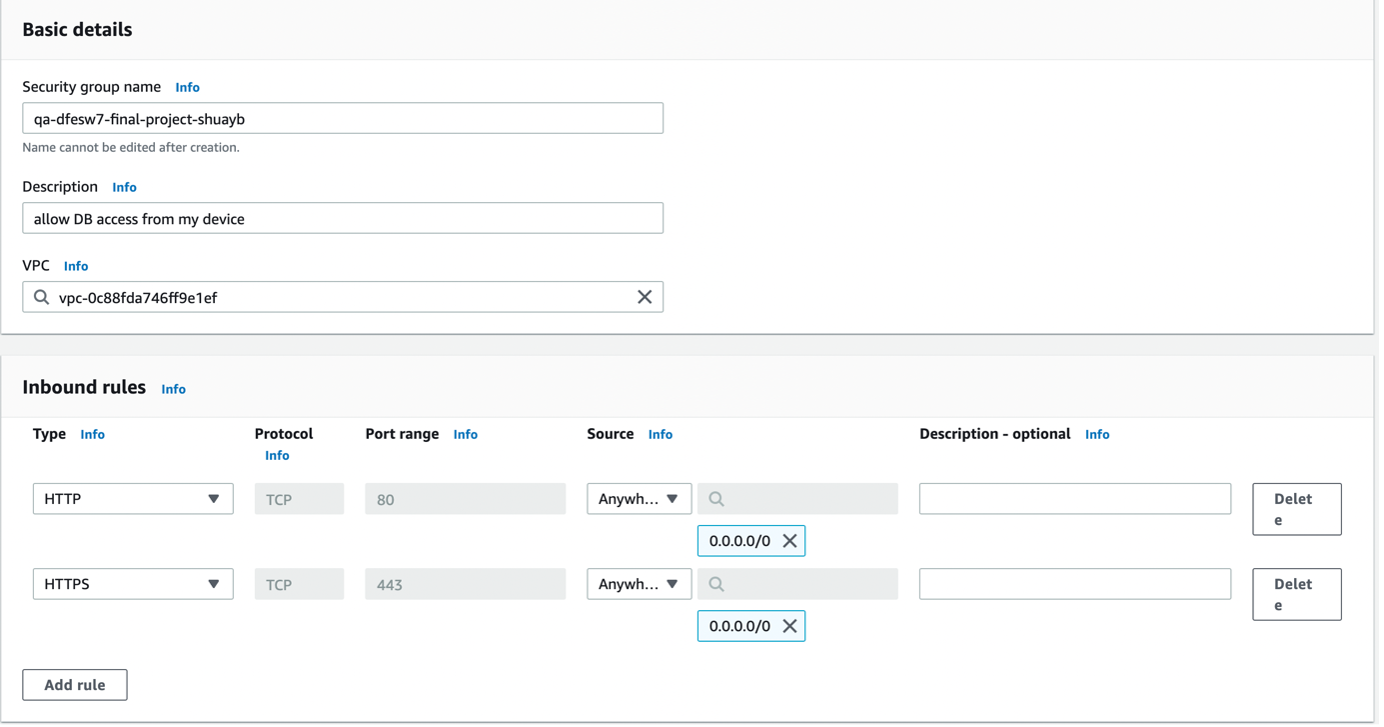 Basic details
Security group name Info
qa-dfesw7-final-project-shuayb
Name cannot be edited after creation.
Description Info
allow DB access from my device
VPC Info
vpc-0c88fda746ff9e1ef
Inbound rules Info
Type Info Protocol Port range Info Source Info Description - optional Info
Info
HTTP TCP 80 Anywh... Delet
e
0.0.0.0/0
HTTPS TCP 443 Anywh... Delet
e
0.0.0.0/0
Add rule